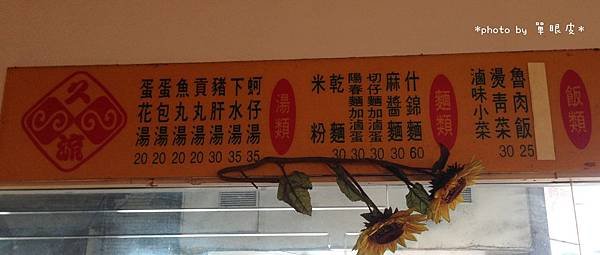 *photo by 單眼皮*
飯類
魯肉飯 25
燙青菜 30
滷味小菜
麵類
什錦麵 60
麻醬麵 30
切仔麵加滷蛋 30
陽春麵加滷蛋 30
乾麵 30
米粉
湯類
蚵仔湯 35
下水湯 35
豬肝湯 30
貢丸湯 20
魚丸湯 20
蛋包湯 20
蛋花湯 20